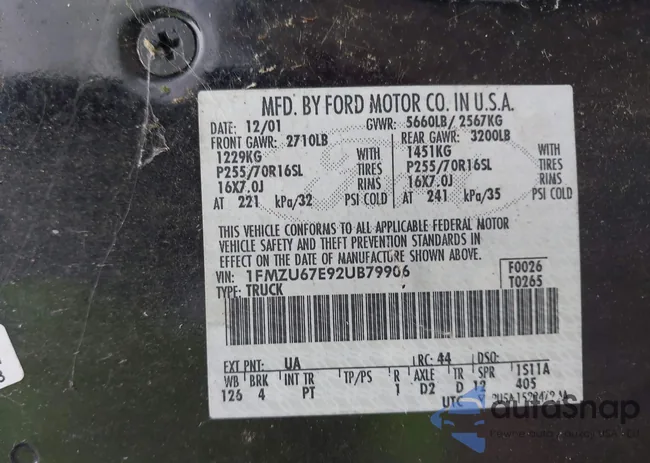 MFD. BY FORD MOTOR CO. IN U.S.A.
DATE: 12/01 GVWR: 5660LB/ 2567KG
FRONT GAWR: 2710LB REAR GAWR: 3200LB
1229KG WITH 1451KG WITH
P255/70R16SL TIRES P255/70R16SL TIRES
16X7.0J RIMS 16X7.0J RIMS
AT 221 kPa/32 PSI COLD AT 241 kPa/35 PSI COLD
THIS VEHICLE CONFORMS TO ALL APPLICABLE FEDERAL MOTOR
VEHICLE SAFETY AND THEFT PREVENTION STANDARDS IN
EFFECT ON THE DATE OF MANUFACTURE SHOWN ABOVE.
VIN: 1FMZU67E92UB79906 F0026
TYPE: TRUCK T0265
EXT PNT: UA RC: 44 DSO:
WB BRK INT TR TP/PS R AXLE TR SPR 1S11A
126 4 PT 1 D2 D 12 405
UTC
autoSnap